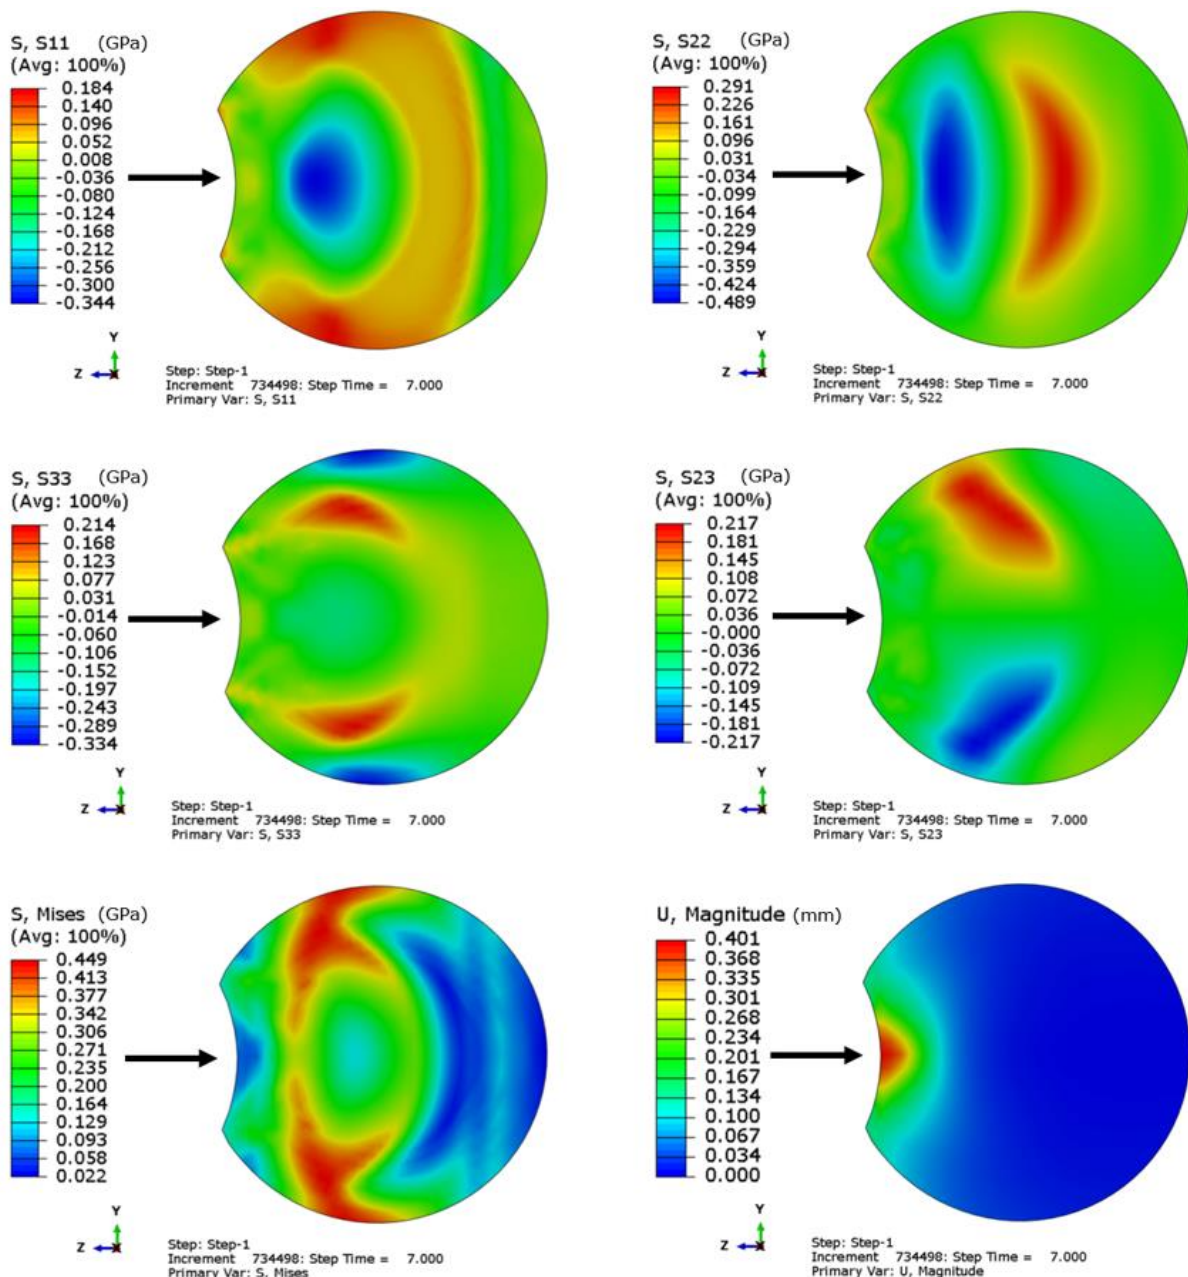 S, S11 (GPa)
(Avg: 100%)
0.184
0.140
0.096
0.052
0.008
-0.036
-0.080
-0.124
-0.168
-0.212
-0.256
-0.300
-0.344
Y
Z
X
Step: Step-1
Increment 734498: Step Time = 7.000
Primary Var: S, S11
S, S22 (GPa)
(Avg: 100%)
0.291
0.226
0.161
0.096
0.031
-0.034
-0.099
-0.164
-0.229
-0.294
-0.359
-0.424
-0.489
Y
Z
X
Step: Step-1
Increment 734498: Step Time = 7.000
Primary Var: S, S22
S, S33 (GPa)
(Avg: 100%)
0.214
0.168
0.123
0.077
0.031
-0.014
-0.060
-0.106
-0.152
-0.197
-0.243
-0.289
-0.334
Y
Z
X
Step: Step-1
Increment 734498: Step Time = 7.000
Primary Var: S, S33
S, S23 (GPa)
(Avg: 100%)
0.217
0.181
0.145
0.108
0.072
0.036
-0.000
-0.036
-0.072
-0.109
-0.145
-0.181
-0.217
Y
Z
X
Step: Step-1
Increment 734498: Step Time = 7.000
Primary Var: S, S23
S, Mises (GPa)
(Avg: 100%)
0.449
0.413
0.377
0.342
0.306
0.271
0.235
0.200
0.164
0.129
0.093
0.058
0.022
Y
Z
X
Step: Step-1
Increment 734498: Step Time = 7.000
Primary Var: S, Mises
U, Magnitude (mm)
0.401
0.368
0.335
0.301
0.268
0.234
0.201
0.167
0.134
0.100
0.067
0.034
0.000
Y
Z
X
Step: Step-1
Increment 734498: Step Time = 7.000
Primary Var: U, Magnitude